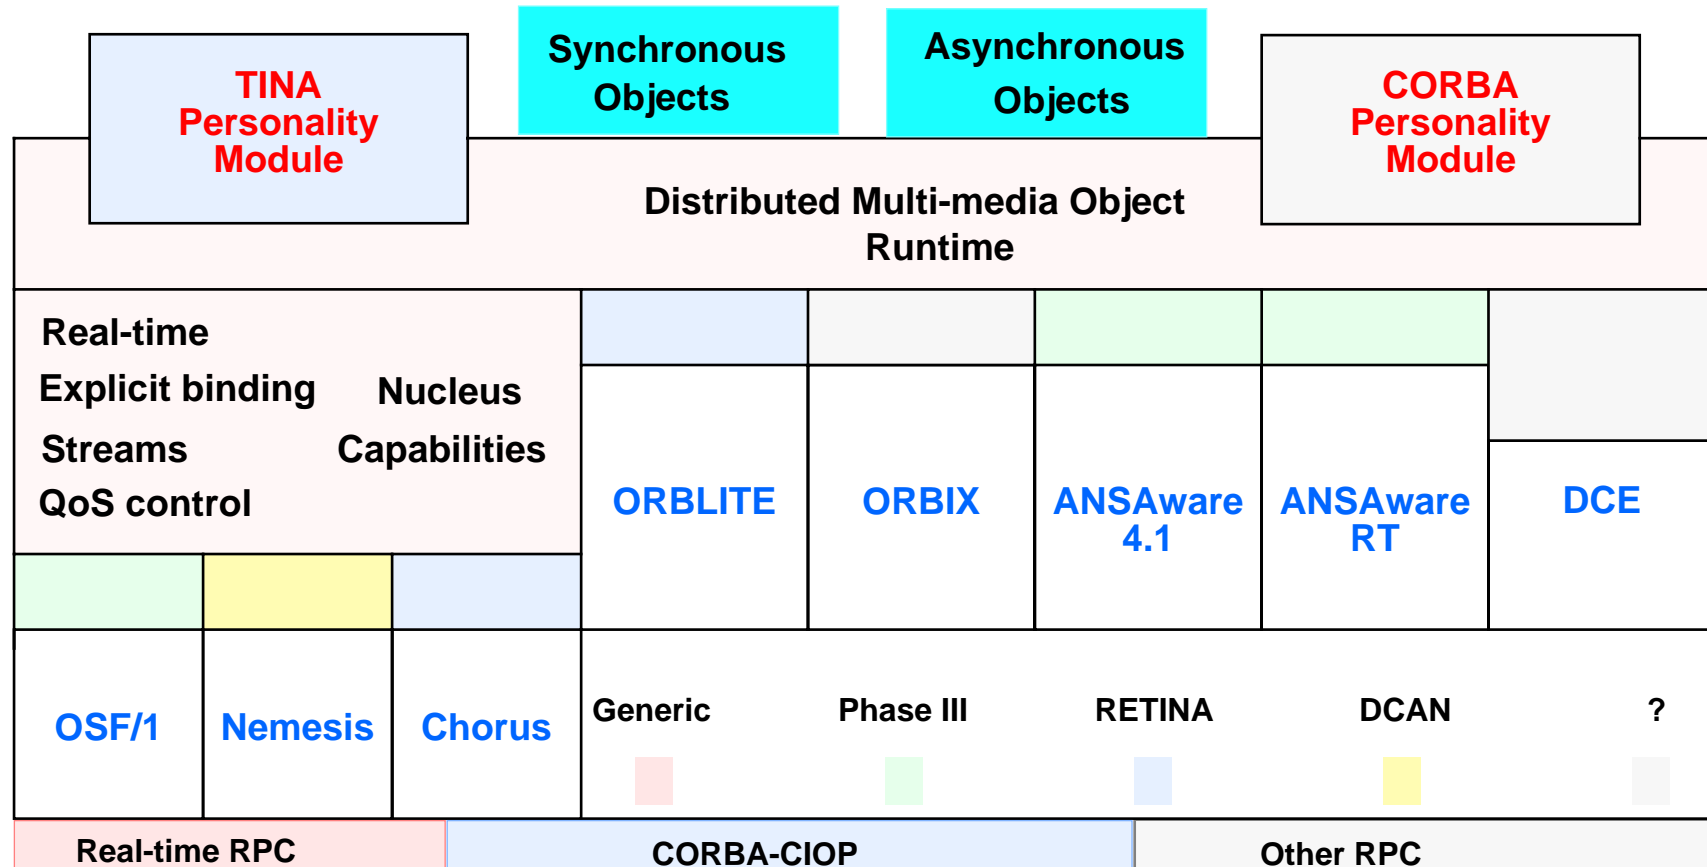 TINA
Personality
Module
Synchronous
Objects
Asynchronous
Objects
CORBA
Personality
Module
Distributed Multi-media Object
Runtime
Real-time
Explicit binding
Streams
QoS control
Nucleus
Capabilities
ORBLITE
ORBIX
ANSAware
4.1
ANSAware
RT
DCE
OSF/1
Nemesis
Chorus
Generic
Phase III
RETINA
DCAN
?
Real-time RPC
CORBA-CIOP
Other RPC